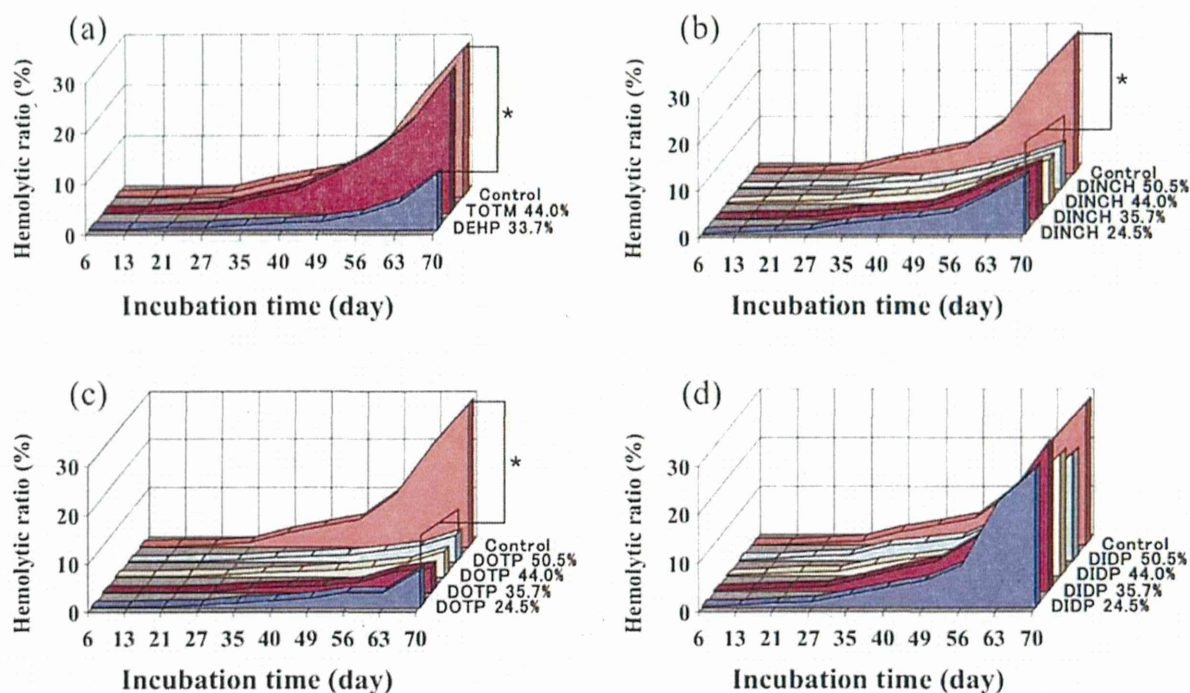 (a)
Hemolytic ratio (%)
30
20
10
0
Control
TOTM 44.0%
DEHP 33.7%
*
6 13 21 27 35 40 49 56 63 70
Incubation time (day)
(b)
Hemolytic ratio (%)
30
20
10
0
Control
DINCH 50.5%
DINCH 44.0%
DINCH 35.7%
DINCH 24.5%
*
6 13 21 27 35 40 49 56 63 70
Incubation time (day)
(c)
Hemolytic ratio (%)
30
20
10
0
Control
DOTP 50.5%
DOTP 44.0%
DOTP 35.7%
DOTP 24.5%
*
6 13 21 27 35 40 49 56 63 70
Incubation time (day)
(d)
Hemolytic ratio (%)
30
20
10
0
Control
DIDP 50.5%
DIDP 44.0%
DIDP 35.7%
DIDP 24.5%
6 13 21 27 35 40 49 56 63 70
Incubation time (day)